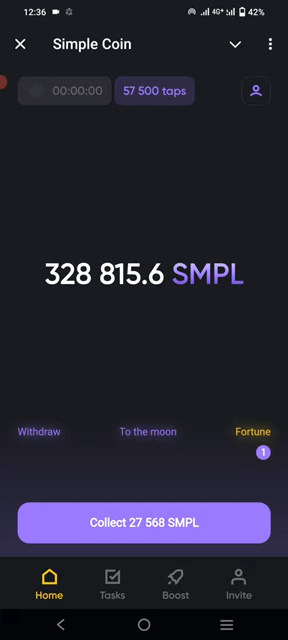 12:36 4G+ 42%
Simple Coin
00:00:00 57 500 taps
328 815.6 SMPL
Withdraw To the moon Fortune
1
Collect 27 568 SMPL
Home Tasks Boost Invite